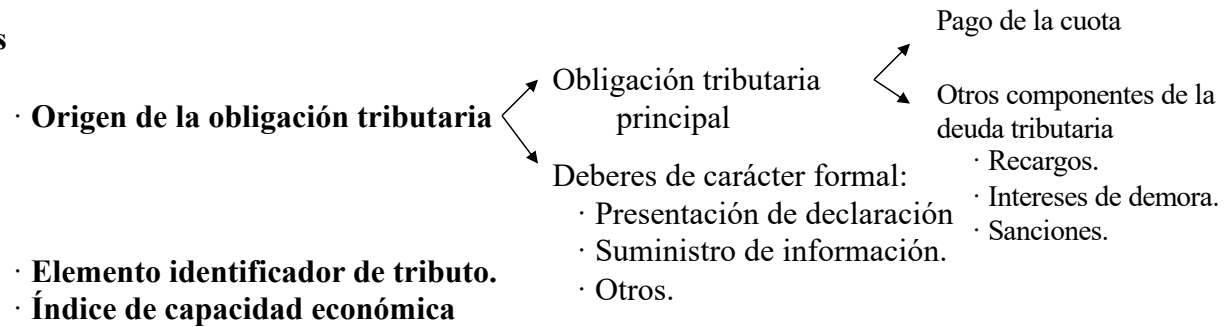 s
· Origen de la obligación tributaria
Obligación tributaria
principal
Pago de la cuota
Otros componentes de la
deuda tributaria
· Recargos.
· Intereses de demora.
· Sanciones.
Deberes de carácter formal:
· Presentación de declaración
· Suministro de información.
· Otros.
· Elemento identificador de tributo.
· Índice de capacidad económica